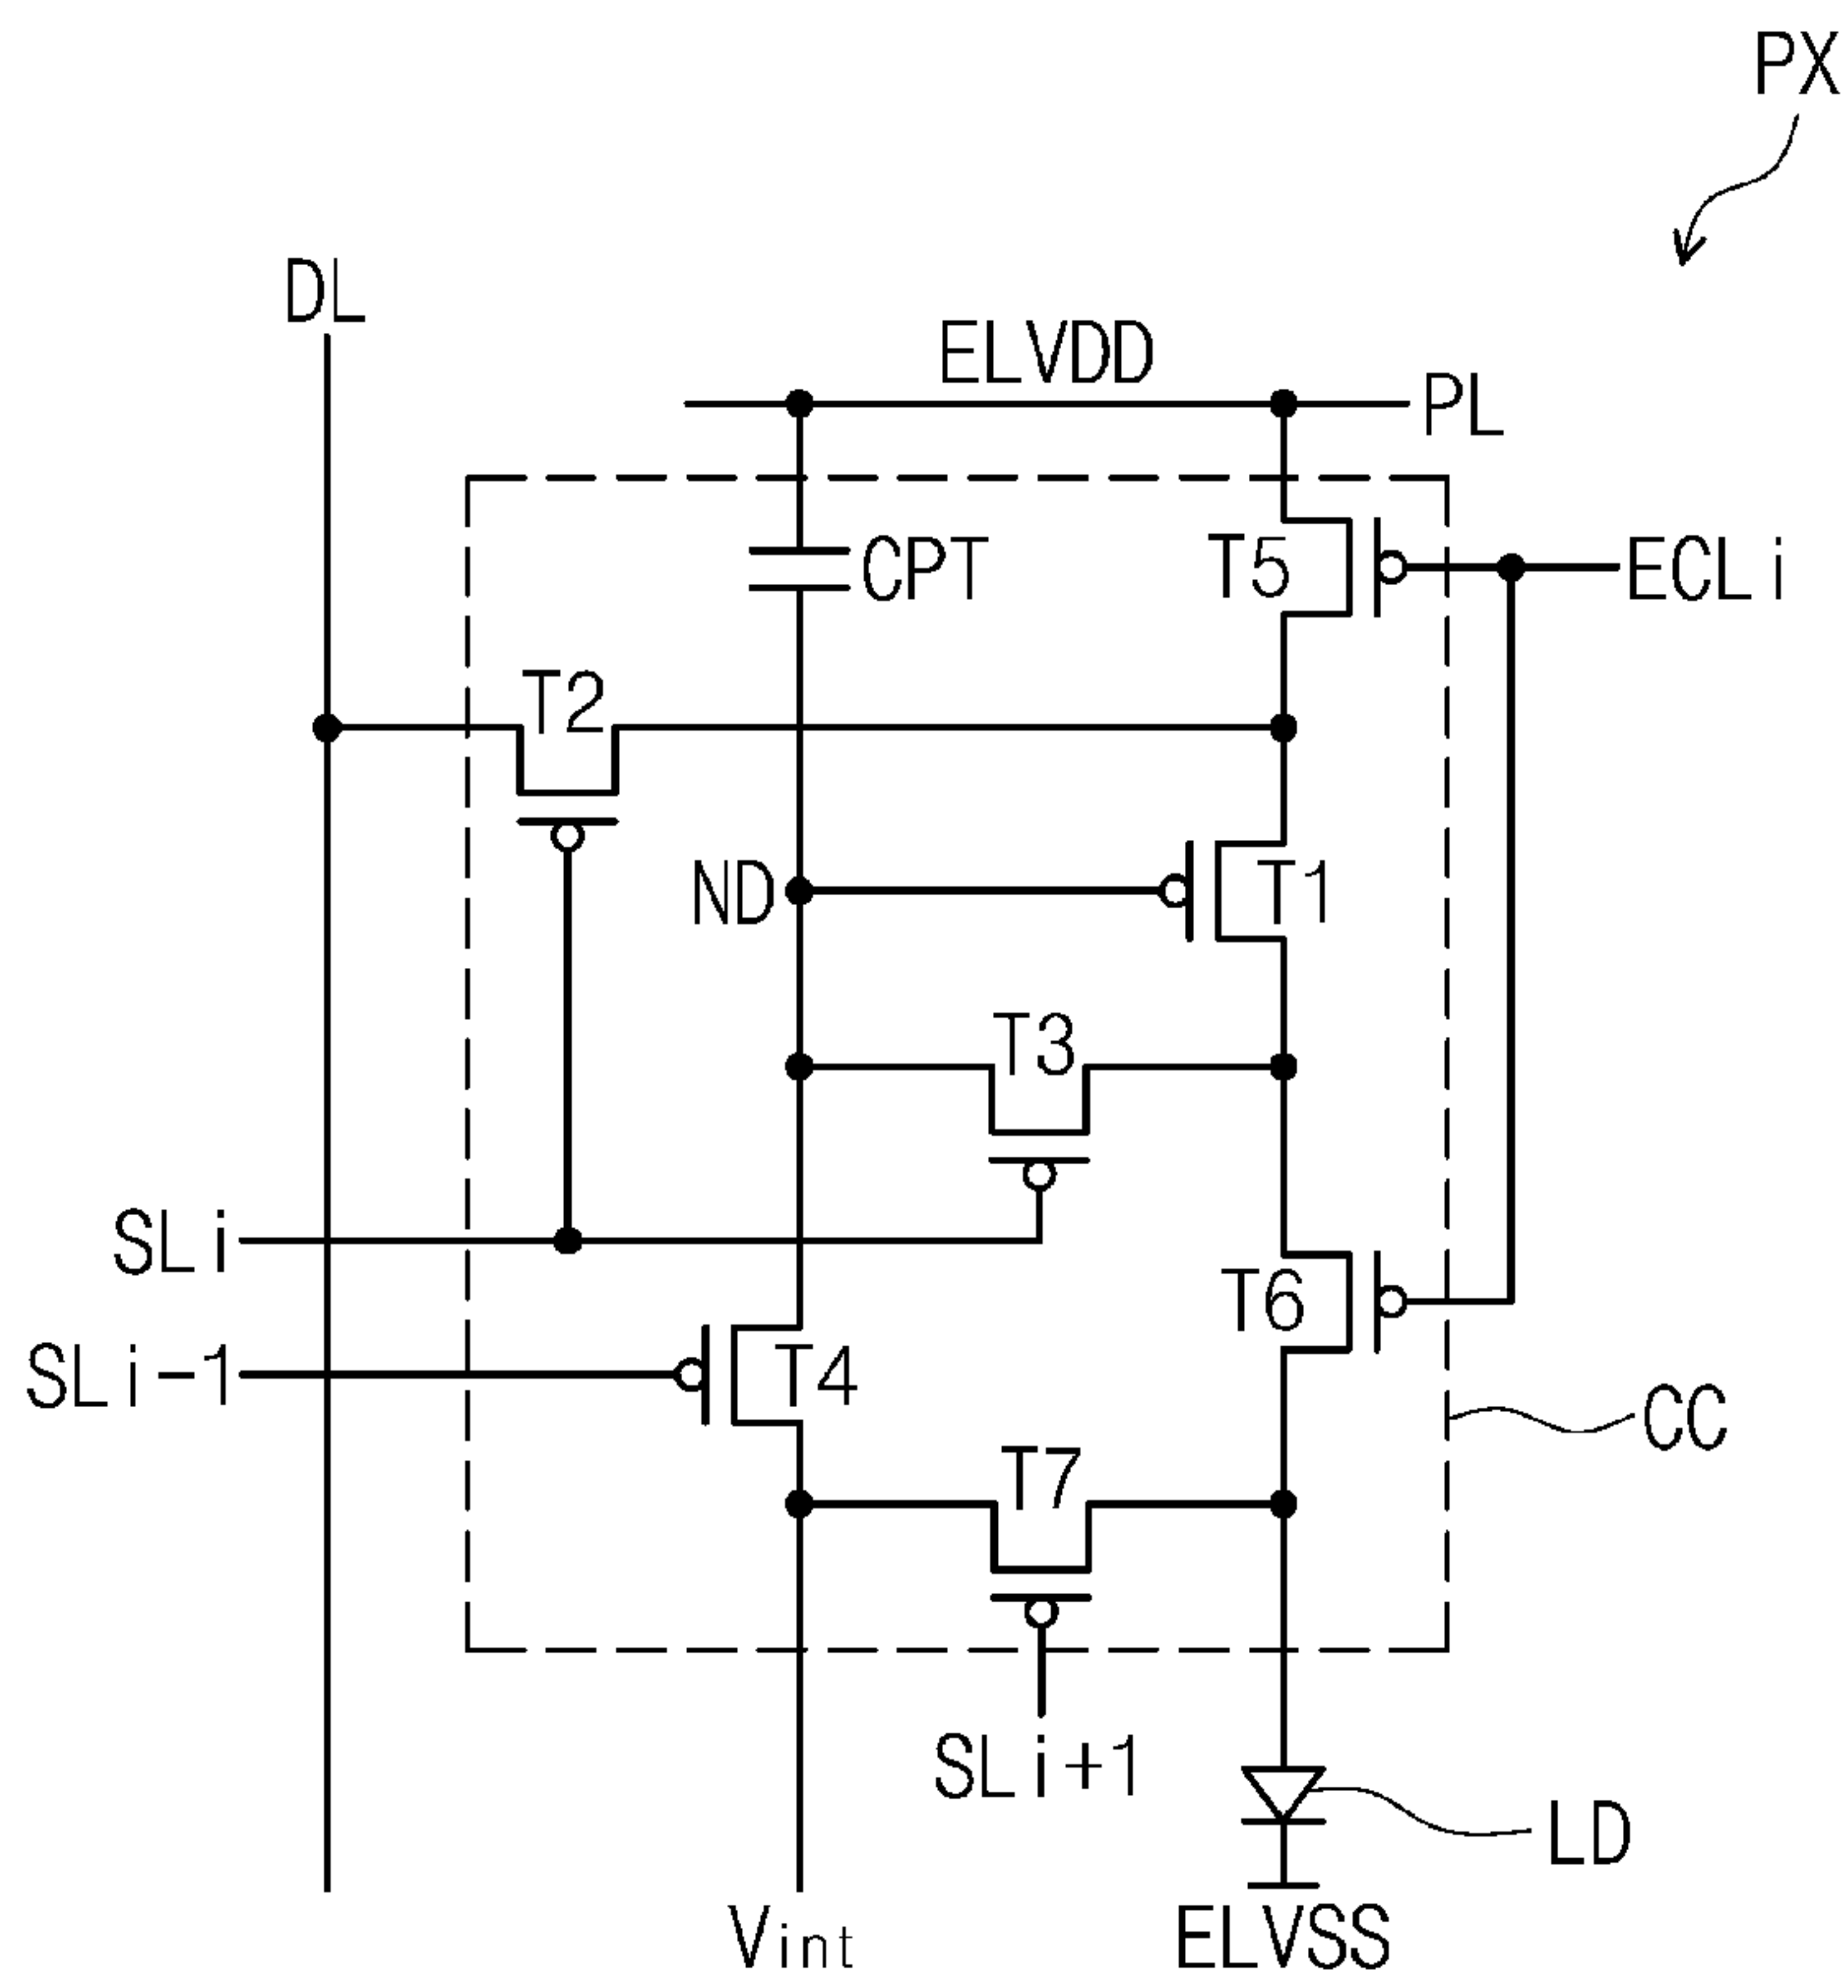 PX
DL
ELVDD
PL
CPT
T5
ECLi
T2
ND
T1
T3
SLi
T6
SLi-1
T4
CC
T7
SLi+1
LD
Vint
ELVSS